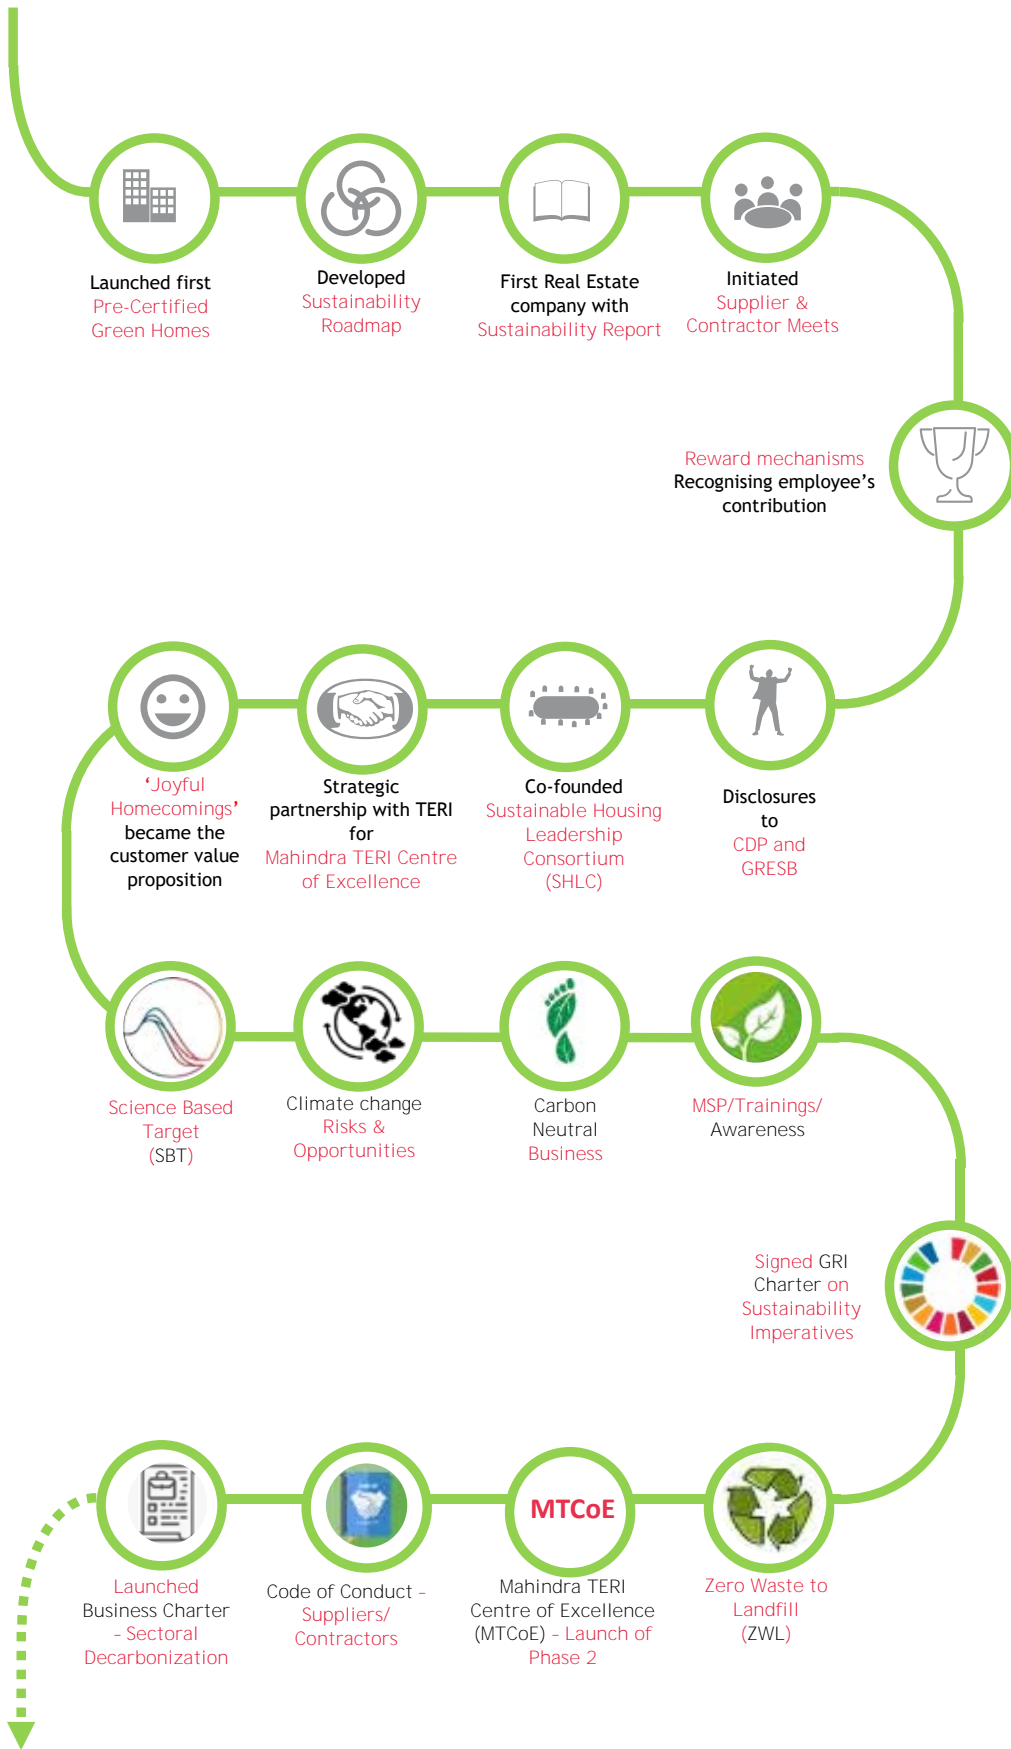 Launched first
Pre-Certified
Green Homes
Developed
Sustainability
Roadmap
First Real Estate
company with
Sustainability Report
Initiated
Supplier &
Contractor Meets
Reward mechanisms
Recognising employee’s
contribution
‘Joyful
Homecomings’
became the
customer value
proposition
Strategic
partnership with TERI
for
Mahindra TERI Centre
of Excellence
Co-founded
Sustainable Housing
Leadership
Consortium
(SHLC)
Disclosures
to
CDP and
GRESB
Science Based
Target
(SBT)
Climate change
Risks &
Opportunities
Carbon
Neutral
Business
MSP/Trainings/
Awareness
Signed GRI
Charter on
Sustainability
Imperatives
Launched
Business Charter
– Sectoral
Decarbonization
Code of Conduct –
Suppliers/
Contractors
MTCoE
Mahindra TERI
Centre of Excellence
(MTCoE) – Launch of
Phase 2
Zero Waste to
Landfill
(ZWL)